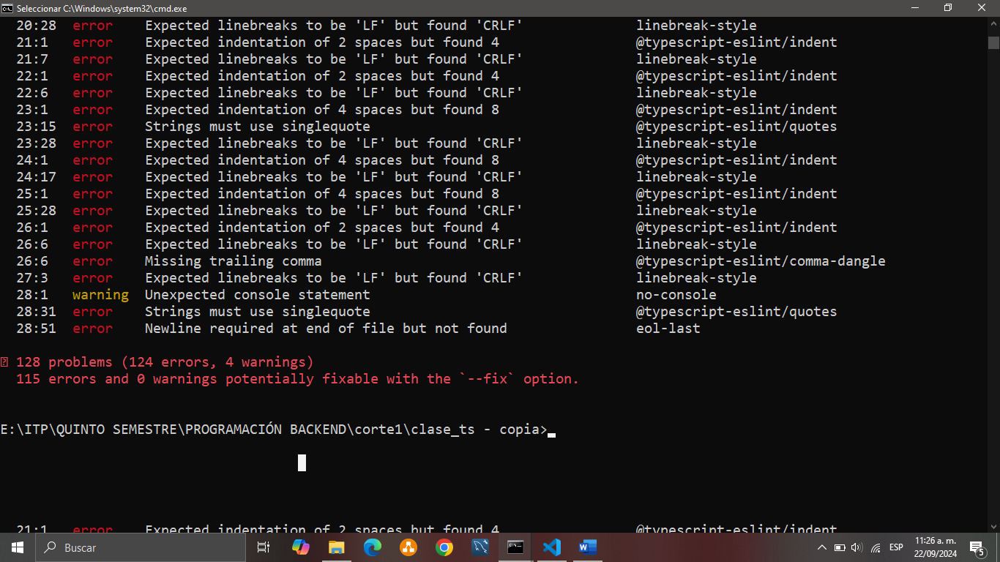 Seleccionar C:\Windows\system32\cmd.exe
20:28 error Expected linebreaks to be 'LF' but found 'CRLF' linebreak-style
21:1 error Expected indentation of 2 spaces but found 4 @typescript-eslint/indent
21:7 error Expected linebreaks to be 'LF' but found 'CRLF' linebreak-style
22:1 error Expected indentation of 2 spaces but found 4 @typescript-eslint/indent
22:6 error Expected linebreaks to be 'LF' but found 'CRLF' linebreak-style
23:1 error Expected indentation of 4 spaces but found 8 @typescript-eslint/indent
23:15 error Strings must use singlequote @typescript-eslint/quotes
23:28 error Expected linebreaks to be 'LF' but found 'CRLF' linebreak-style
24:1 error Expected indentation of 4 spaces but found 8 @typescript-eslint/indent
24:17 error Expected linebreaks to be 'LF' but found 'CRLF' linebreak-style
25:1 error Expected indentation of 4 spaces but found 8 @typescript-eslint/indent
25:28 error Expected linebreaks to be 'LF' but found 'CRLF' linebreak-style
26:1 error Expected indentation of 2 spaces but found 4 @typescript-eslint/indent
26:6 error Expected linebreaks to be 'LF' but found 'CRLF' linebreak-style
26:6 error Missing trailing comma @typescript-eslint/comma-dangle
27:3 error Expected linebreaks to be 'LF' but found 'CRLF' linebreak-style
28:1 warning Unexpected console statement no-console
28:31 error Strings must use singlequote @typescript-eslint/quotes
28:51 error Newline required at end of file but not found eol-last
128 problems (124 errors, 4 warnings)
115 errors and 0 warnings potentially fixable with the `--fix` option.
E:\ITP\QUINTO SEMESTRE\PROGRAMACIÓN BACKEND\corte1\clase_ts - copia>
21:1 error Expected indentation of 2 spaces but found 4 @typescript-eslint/indent
Buscar
ESP
11:26 a. m.
22/09/2024
5